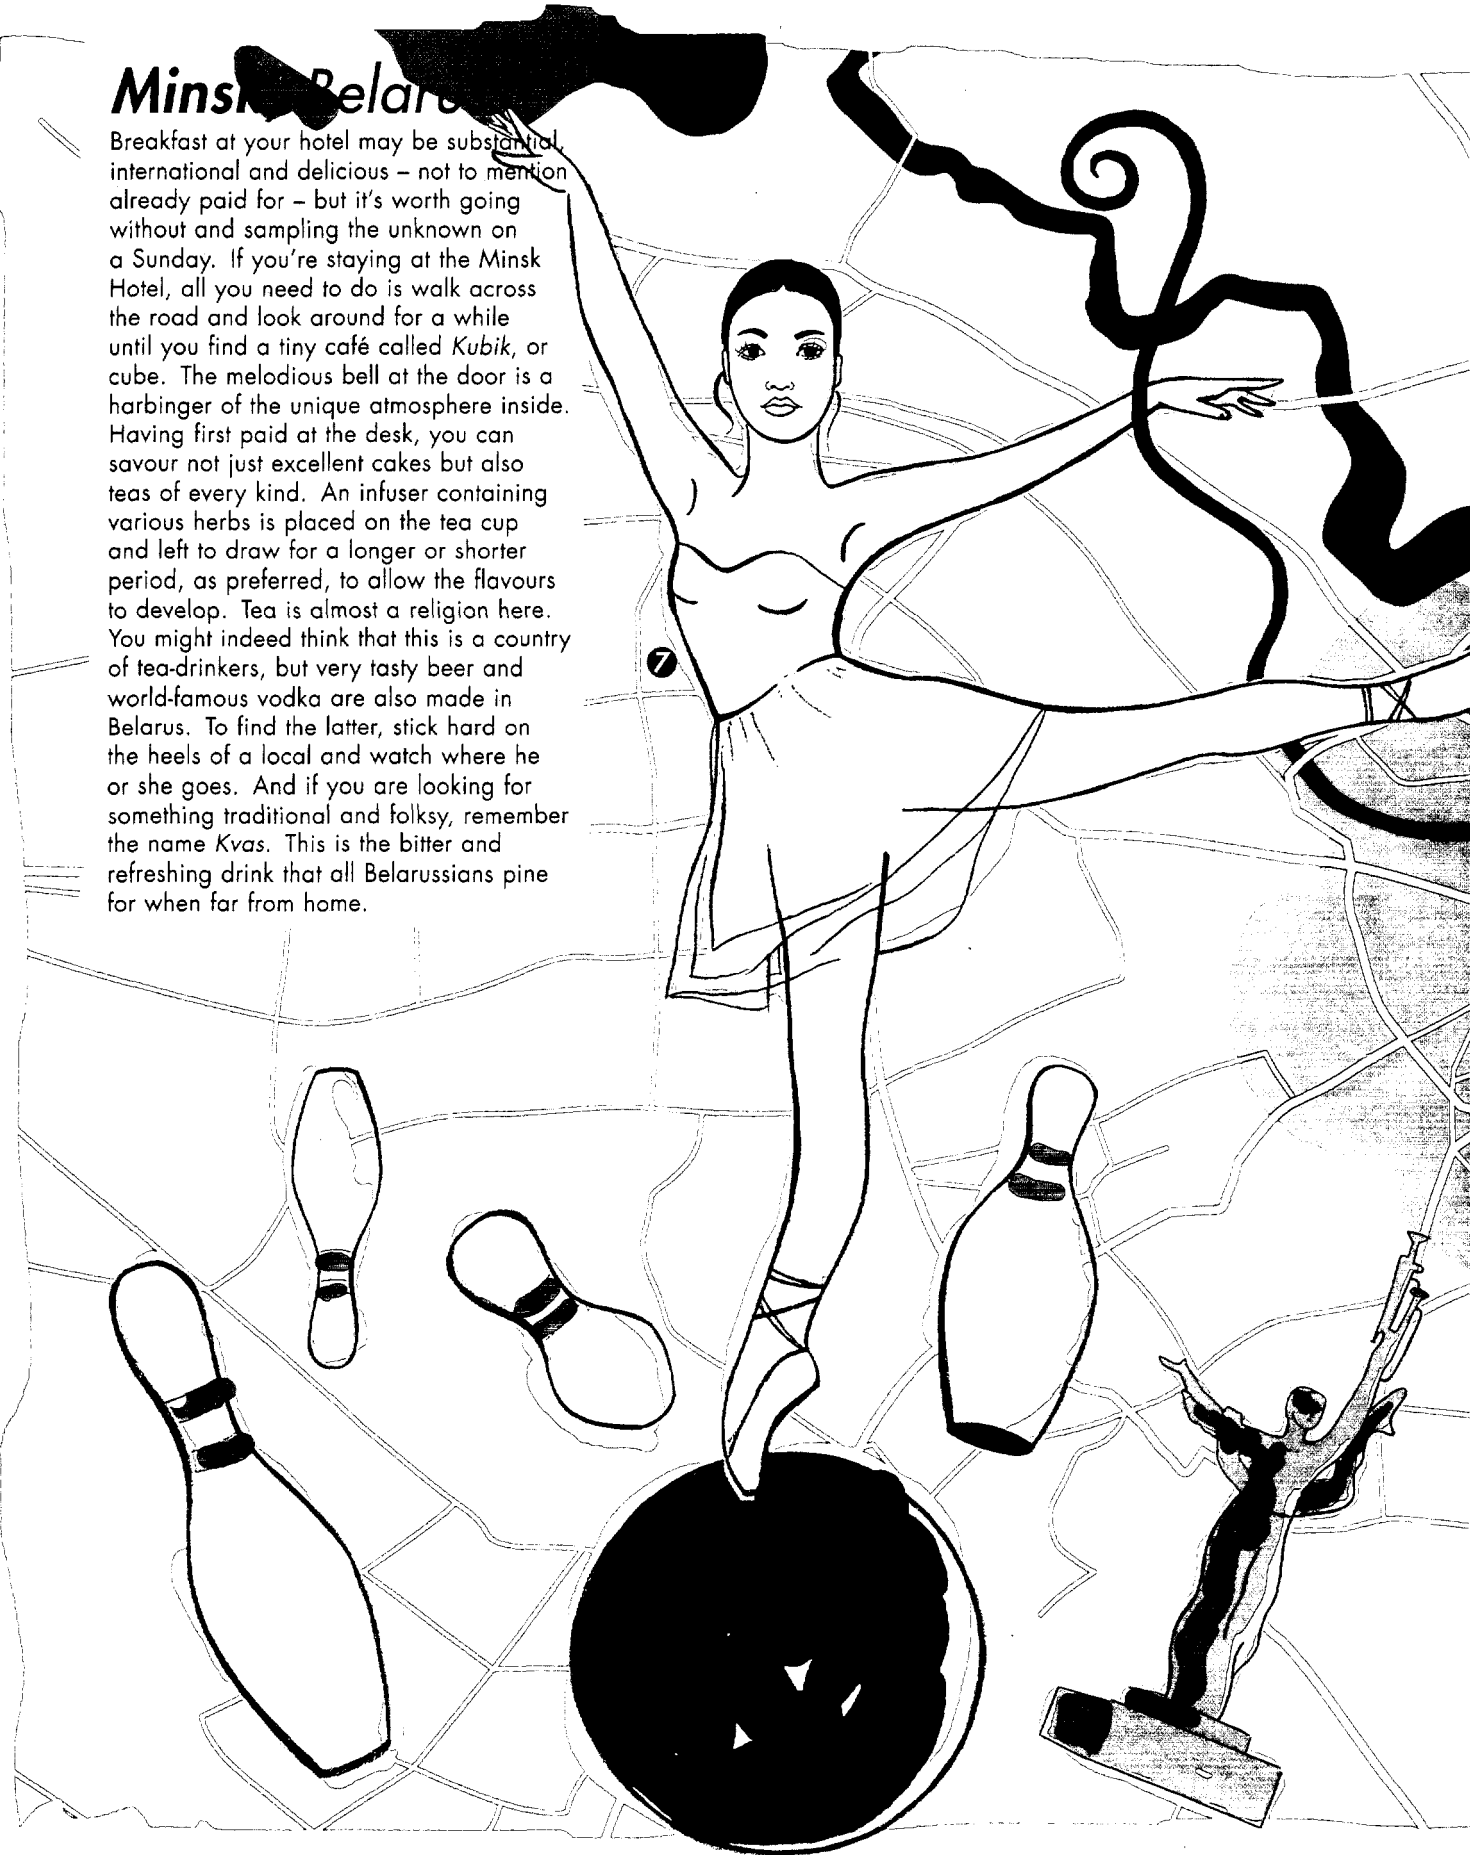 Minsk, Belarus
Breakfast at your hotel may be substantial,
international and delicious – not to mention
already paid for – but it's worth going
without and sampling the unknown on
a Sunday. If you're staying at the Minsk
Hotel, all you need to do is walk across
the road and look around for a while
until you find a tiny café called Kubik, or
cube. The melodious bell at the door is a
harbinger of the unique atmosphere inside.
Having first paid at the desk, you can
savour not just excellent cakes but also
teas of every kind. An infuser containing
various herbs is placed on the tea cup
and left to draw for a longer or shorter
period, as preferred, to allow the flavours
to develop. Tea is almost a religion here.
You might indeed think that this is a country
of tea-drinkers, but very tasty beer and
world-famous vodka are also made in
Belarus. To find the latter, stick hard on
the heels of a local and watch where he
or she goes. And if you are looking for
something traditional and folksy, remember
the name Kvas. This is the bitter and
refreshing drink that all Belarussians pine
for when far from home.
7